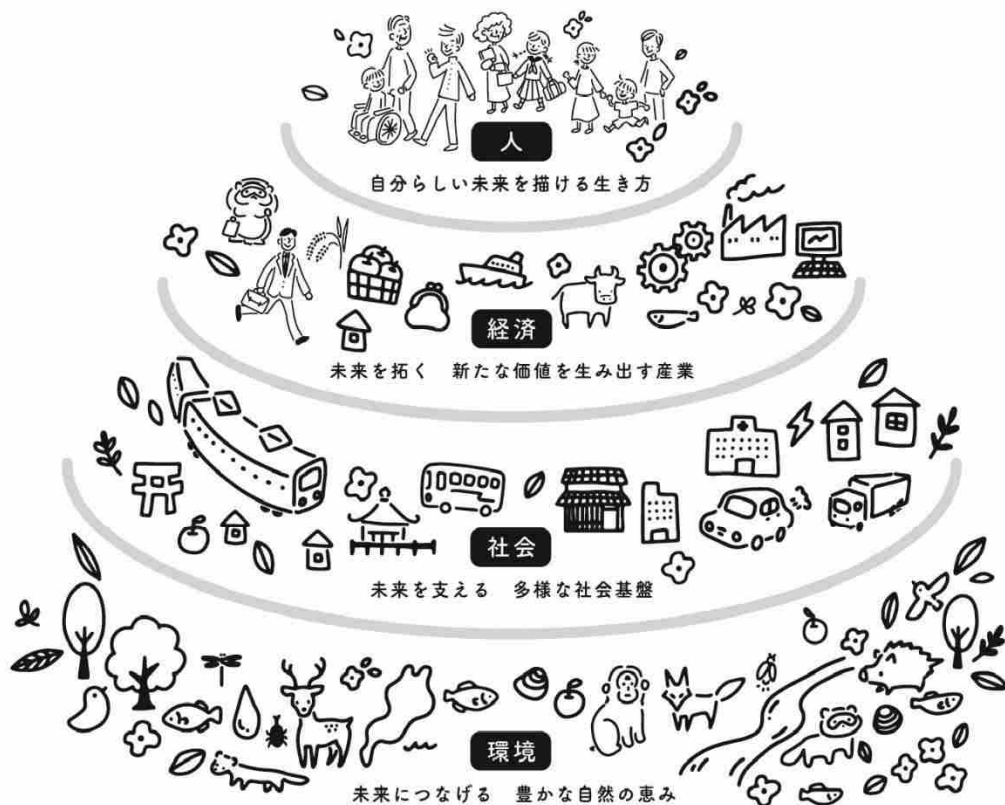 人
自分らしい未来を描ける生き方
経済
未来を拓く　新たな価値を生み出す産業
社会
未来を支える　多様な社会基盤
環境
未来につなげる　豊かな自然の恵み